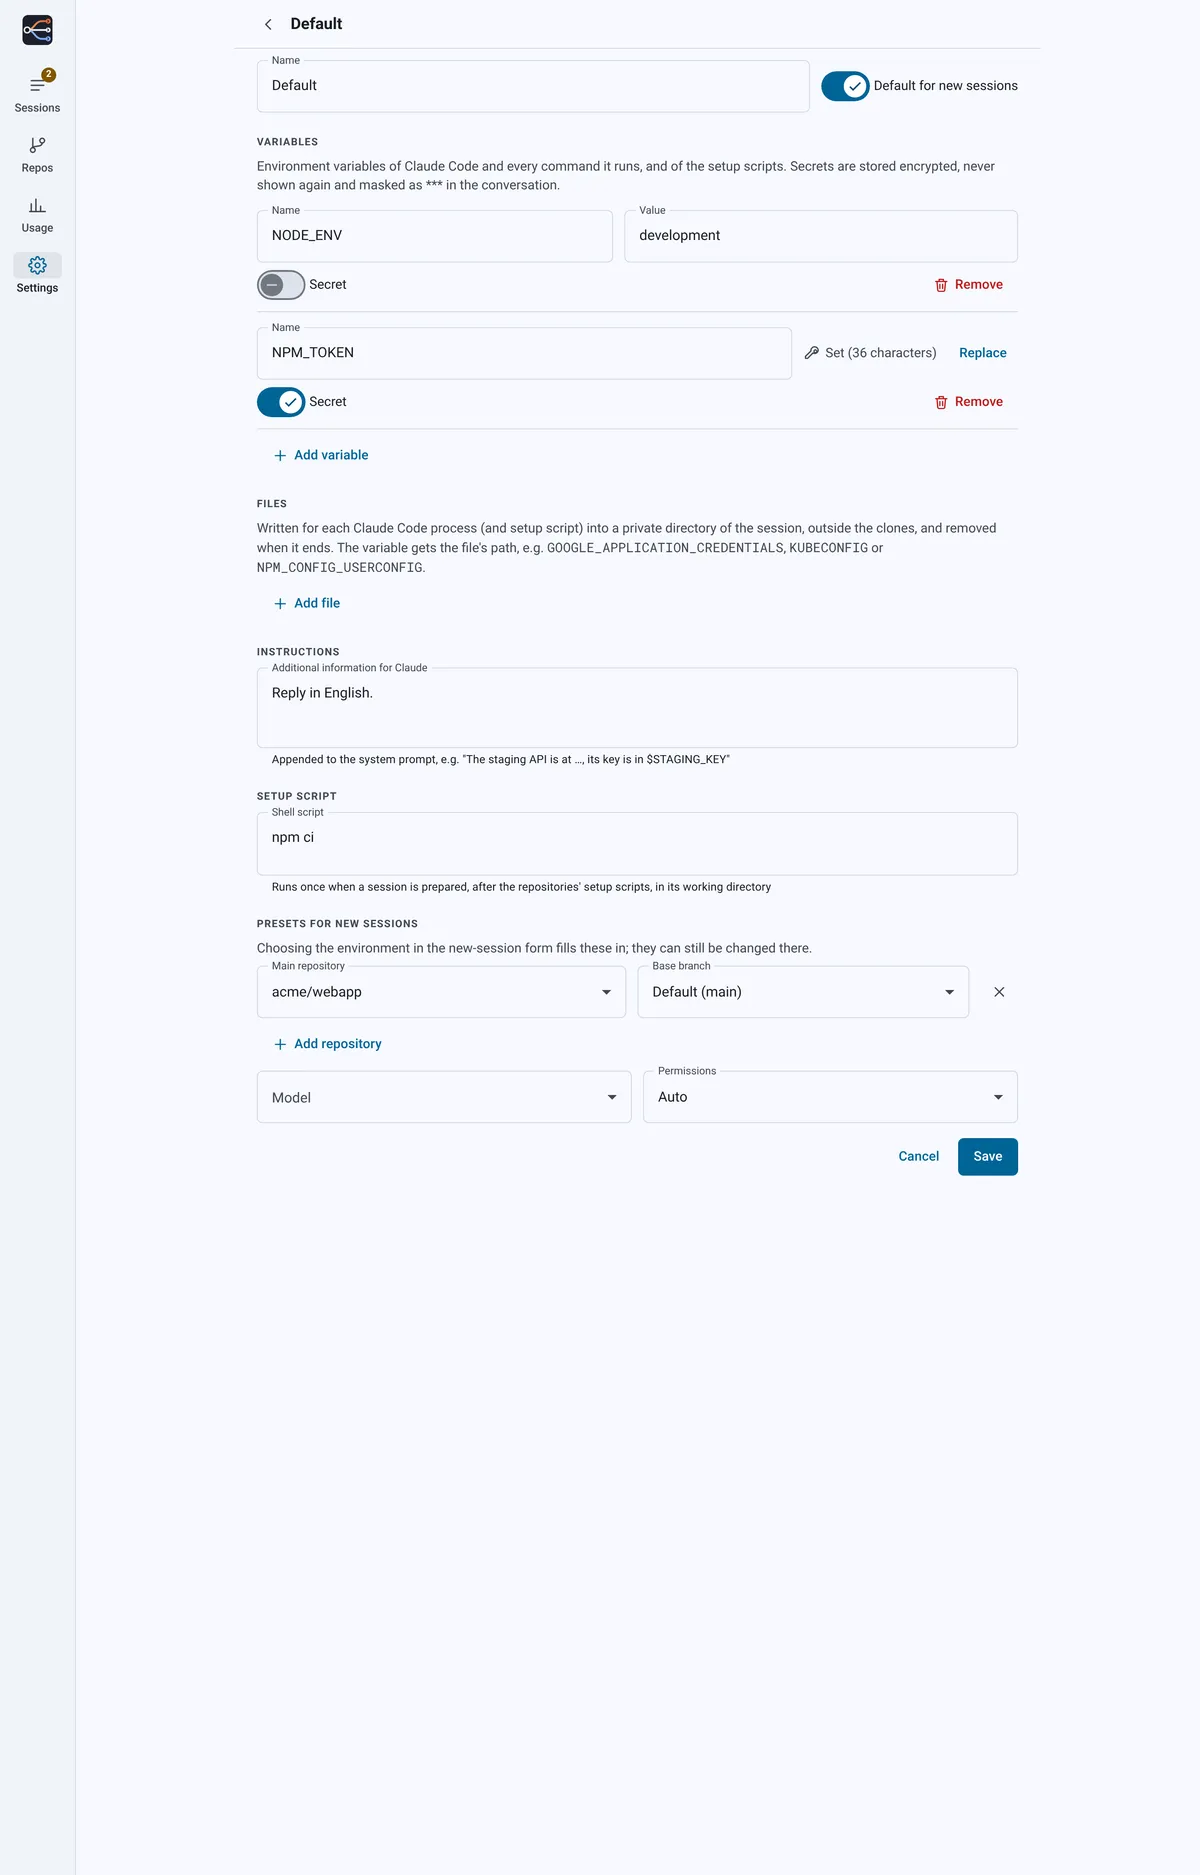 Default
2
Sessions
Repos
Usage
Settings
Name
Default
Default for new sessions
VARIABLES
Environment variables of Claude Code and every command it runs, and of the setup scripts. Secrets are stored encrypted, never
shown again and masked as *** in the conversation.
Name
NODE_ENV
Value
development
Secret
Remove
Name
NPM_TOKEN
Set (36 characters)
Replace
Secret
Remove
Add variable
FILES
Written for each Claude Code process (and setup script) into a private directory of the session, outside the clones, and removed
when it ends. The variable gets the file's path, e.g. GOOGLE_APPLICATION_CREDENTIALS, KUBECONFIG or
NPM_CONFIG_USERCONFIG.
Add file
INSTRUCTIONS
Additional information for Claude
Reply in English.
Appended to the system prompt, e.g. "The staging API is at …, its key is in $STAGING_KEY"
SETUP SCRIPT
Shell script
npm ci
Runs once when a session is prepared, after the repositories' setup scripts, in its working directory
PRESETS FOR NEW SESSIONS
Choosing the environment in the new-session form fills these in; they can still be changed there.
Main repository
acme/webapp
Base branch
Default (main)
Add repository
Model
Permissions
Auto
Cancel
Save